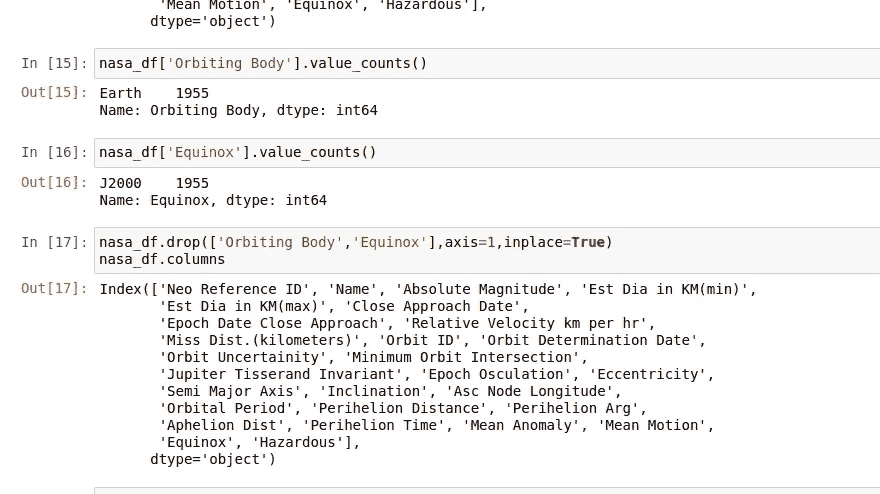 'Mean Motion', 'Equinox', 'Hazardous'],
dtype='object')
In [15]: nasa_df['Orbiting Body'].value_counts()
Out[15]: Earth    1955
Name: Orbiting Body, dtype: int64
In [16]: nasa_df['Equinox'].value_counts()
Out[16]: J2000    1955
Name: Equinox, dtype: int64
In [17]: nasa_df.drop(['Orbiting Body','Equinox'],axis=1,inplace=True)
nasa_df.columns
Out[17]: Index(['Neo Reference ID', 'Name', 'Absolute Magnitude', 'Est Dia in KM(min)',
'Est Dia in KM(max)', 'Close Approach Date',
'Epoch Date Close Approach', 'Relative Velocity km per hr',
'Miss Dist.(kilometers)', 'Orbit ID', 'Orbit Determination Date',
'Orbit Uncertainity', 'Minimum Orbit Intersection',
'Jupiter Tisserand Invariant', 'Epoch Osculation', 'Eccentricity',
'Semi Major Axis', 'Inclination', 'Asc Node Longitude',
'Orbital Period', 'Perihelion Distance', 'Perihelion Arg',
'Aphelion Dist', 'Perihelion Time', 'Mean Anomaly', 'Mean Motion',
'Equinox', 'Hazardous'],
dtype='object')